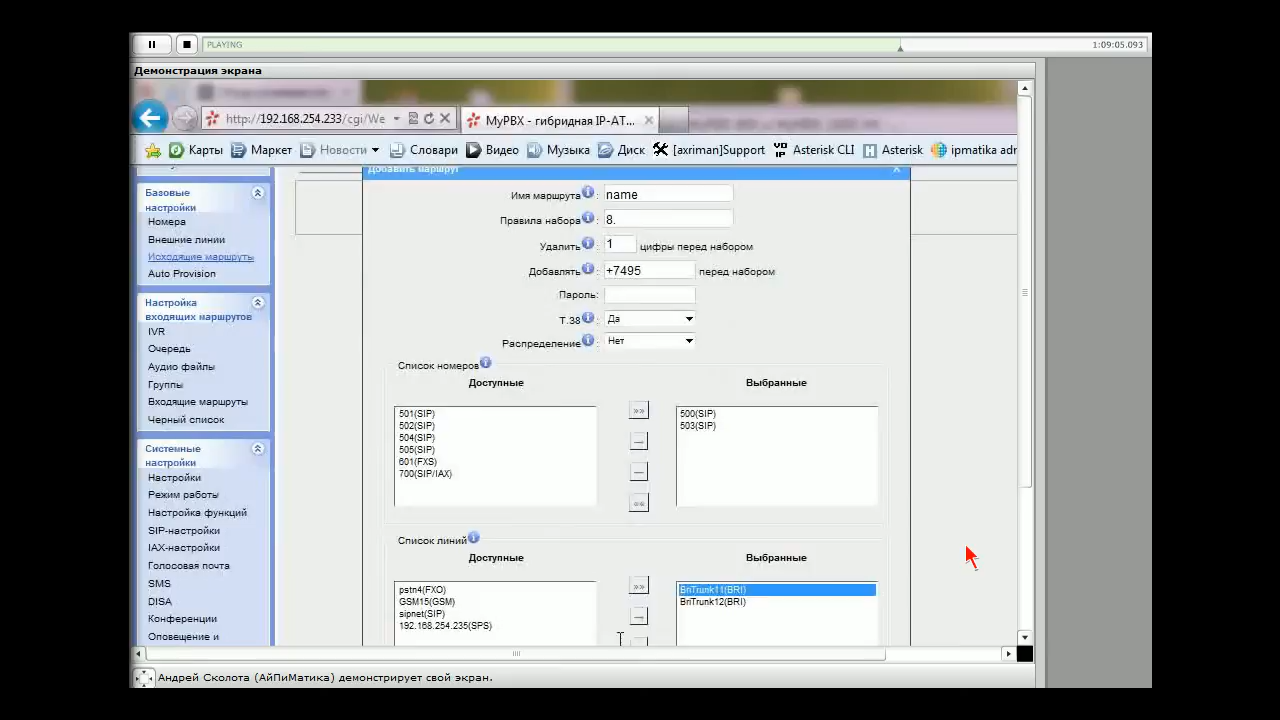 PLAYING
1:09:05.093
Демонстрация экрана
http://192.168.254.233/cgi/We
MyPBX - гибридная IP-АТ...
Карты
Маркет
Новости
Словари
Видео
Музыка
Диск
[axriman]Support
Asterisk CLI
Asterisk
ipmatika adr
Базовые
настройки
Номера
Внешние линии
Исходящие маршруты
Auto Provision
Настройка
входящих маршрутов
IVR
Очередь
Аудио файлы
Группы
Входящие маршруты
Черный список
Системные
настройки
Настройки
Режим работы
Настройка функций
SIP-настройки
IAX-настройки
Голосовая почта
SMS
DISA
Конференции
Оповещение и
Добавить маршрут
X
Имя маршрута : name
Правила набора : 8.
Удалить : 1 цифры перед набором
Добавлять : +7495 перед набором
Пароль:
Т.38 : Да
Распределение : Нет
Список номеров
Доступные
Выбранные
501(SIP)
502(SIP)
504(SIP)
505(SIP)
601(FXS)
700(SIP/IAX)
500(SIP)
503(SIP)
Список линий
Доступные
Выбранные
pstn4(FXO)
GSM15(GSM)
sipnet(SIP)
192.168.254.235(SPS)
BriTrunk11(BRI)
BriTrunk12(BRI)
Андрей Сколота (АйПиМатика) демонстрирует свой экран.